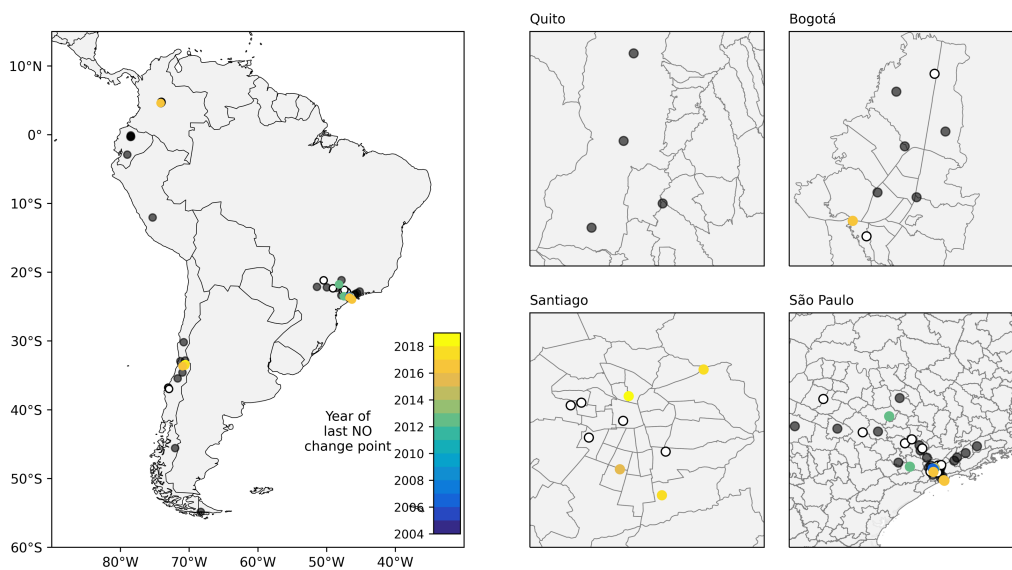 Quito
Bogotá
10°N
0°
10°S
20°S
30°S
40°S
50°S
60°S
80°W
70°W
60°W
50°W
40°W
Year of
last NO
change point
2018
2016
2014
2012
2010
2008
2006
2004
Santiago
São Paulo